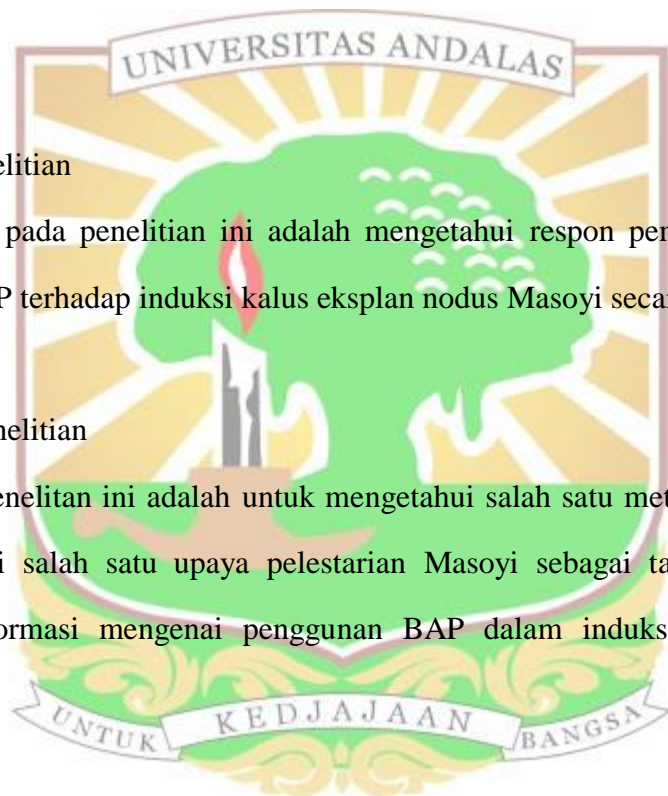 UNIVERSITAS ANDALAS
elitian
pada penelitian ini adalah mengetahui respon pen
P terhadap induksi kalus eksplan nodus Masoyi secar
nelitian
enelitan ini adalah untuk mengetahui salah satu met
i salah satu upaya pelestarian Masoyi sebagai ta
ormasi mengenai penggunan BAP dalam induks
UNTUK KEDJAJAAN BANGSA